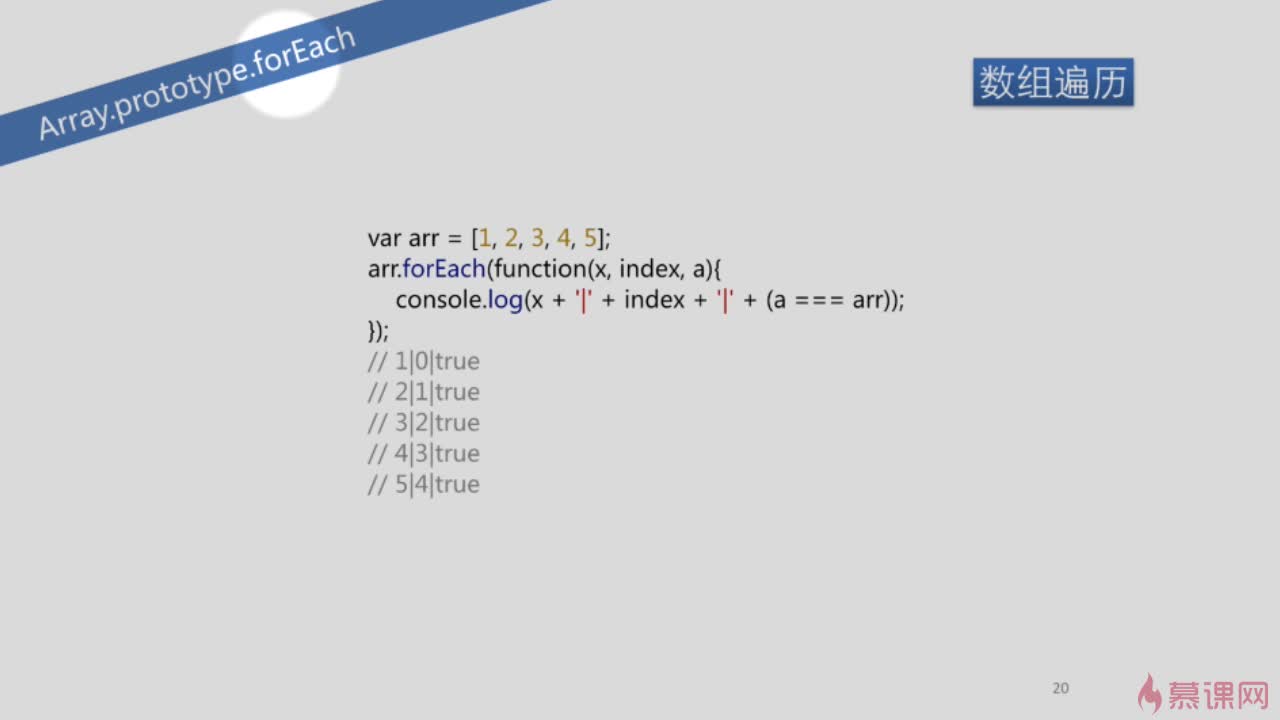 Array.prototype.forEach
数组遍历
var arr = [1, 2, 3, 4, 5];
arr.forEach(function(x, index, a){
    console.log(x + '|' + index + '|' + (a === arr));
});
// 1|0|true
// 2|1|true
// 3|2|true
// 4|3|true
// 5|4|true
20
慕课网